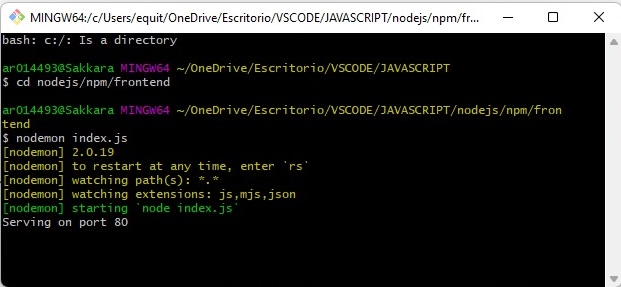 MINGW64:/c/Users/equit/OneDrive/Escritorio/VSCODE/JAVASCRIPT/nodejs/npm/fr...
bash: c:/: Is a directory
ar014493@Sakkara MINGW64 ~/OneDrive/Escritorio/VSCODE/JAVASCRIPT
$ cd nodejs/npm/frontend
ar014493@Sakkara MINGW64 ~/OneDrive/Escritorio/VSCODE/JAVASCRIPT/nodejs/npm/fron
tend
$ nodemon index.js
[nodemon] 2.0.19
[nodemon] to restart at any time, enter `rs`
[nodemon] watching path(s): *.*
[nodemon] watching extensions: js,mjs,json
[nodemon] starting `node index.js`
Serving on port 80